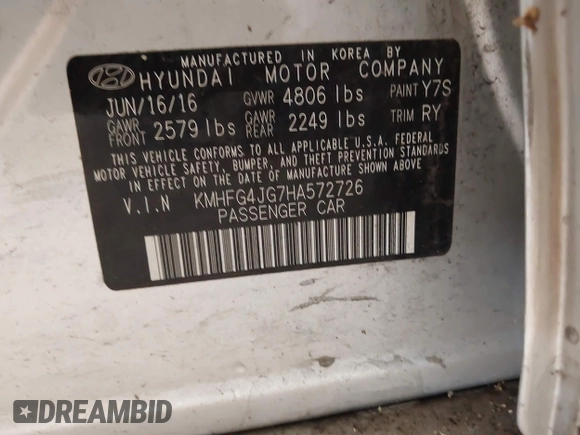 MANUFACTURED IN KOREA BY
HYUNDAI MOTOR COMPANY
JUN/16/16 GVWR 4806 lbs PAINT Y7S
GAWR FRONT 2579 lbs GAWR REAR 2249 lbs TRIM RY
THIS VEHICLE CONFORMS TO ALL APPLICABLE U.S.A. FEDERAL
MOTOR VEHICLE SAFETY, BUMPER, AND THEFT PREVENTION STANDARDS
IN EFFECT ON THE DATE OF MANUFACTURE SHOWN ABOVE.
V.I.N KMHFG4JG7HA572726
PASSENGER CAR
DREAMBID